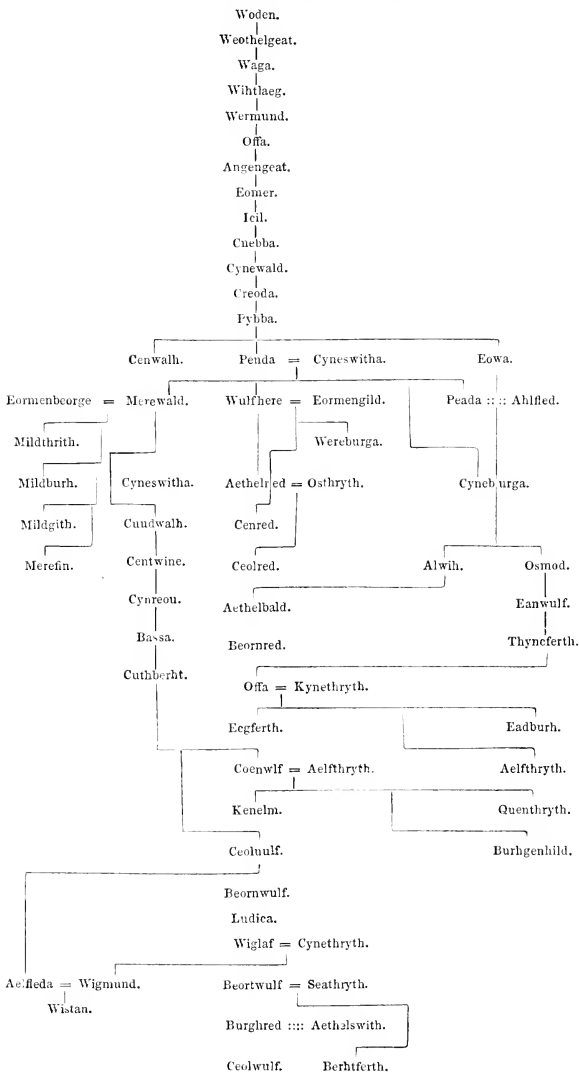 Woden.
Weothelgeat.
Waga.
Wihtlaeg.
Wermund.
Offa.
Angengeat.
Eomer.
Icil.
Cnebba.
Cynewald.
Creoda.
Pybba.
Cenwalh. Penda = Cyneswitha. Eowa.
Eormenbeorge = Merewald. Wulfhere = Eormengild. Peada :::: Ahlfled.
Mildthrith. Wereburga.
Mildburh. Cyneswitha. Aethelred = Osthryth. Cyneburga.
Mildgith. Cuudwalh. Cenred.
Merefin. Centwine. Ceolred. Alwih. Osmod.
Cynreou. Aethelbald. Eanwulf.
Bassa. Beornred. Thyncferth.
Cuthberht. Offa = Kynethryth.
Ecgferth. Eadburh.
Coenwlf = Aelfthryth. Aelfthryth.
Kenelm. Quenthryth.
Ceoluulf. Burhgenhild.
Beornwulf.
Ludica.
Wiglaf = Cynethryth.
Aelfleda = Wigmund. Beortwulf = Seathryth.
Wistan.
Burghred :::: Aethelswith.
Ceolwulf. Berhtferth.